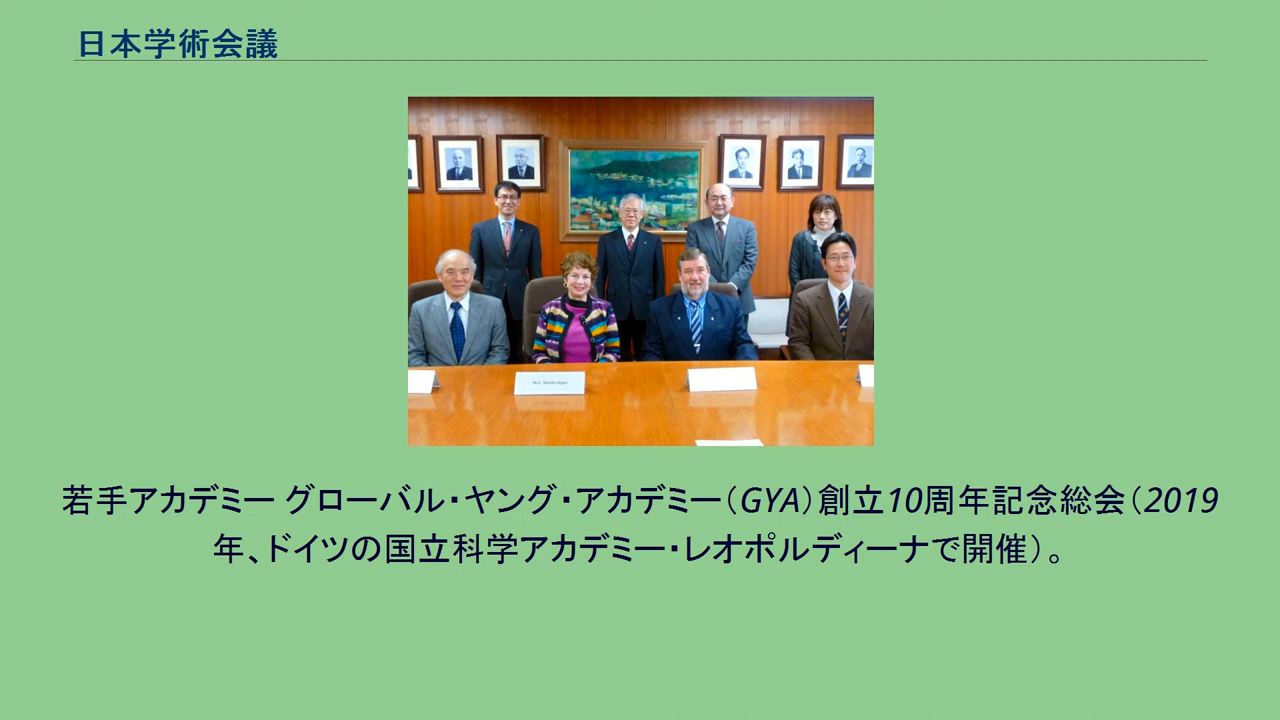 日本学術会議
若手アカデミー グローバル・ヤング・アカデミー（GYA）創立10周年記念総会（2019
年、ドイツの国立科学アカデミー・レオポルディーナで開催）。